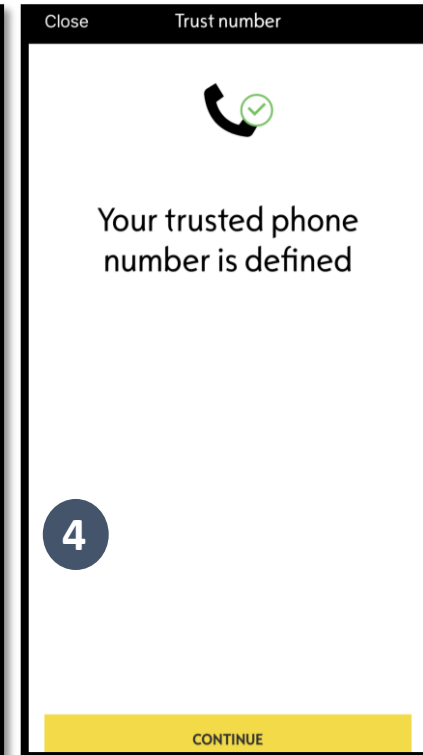 Close Trust number
Your trusted phone
number is defined
4
CONTINUE